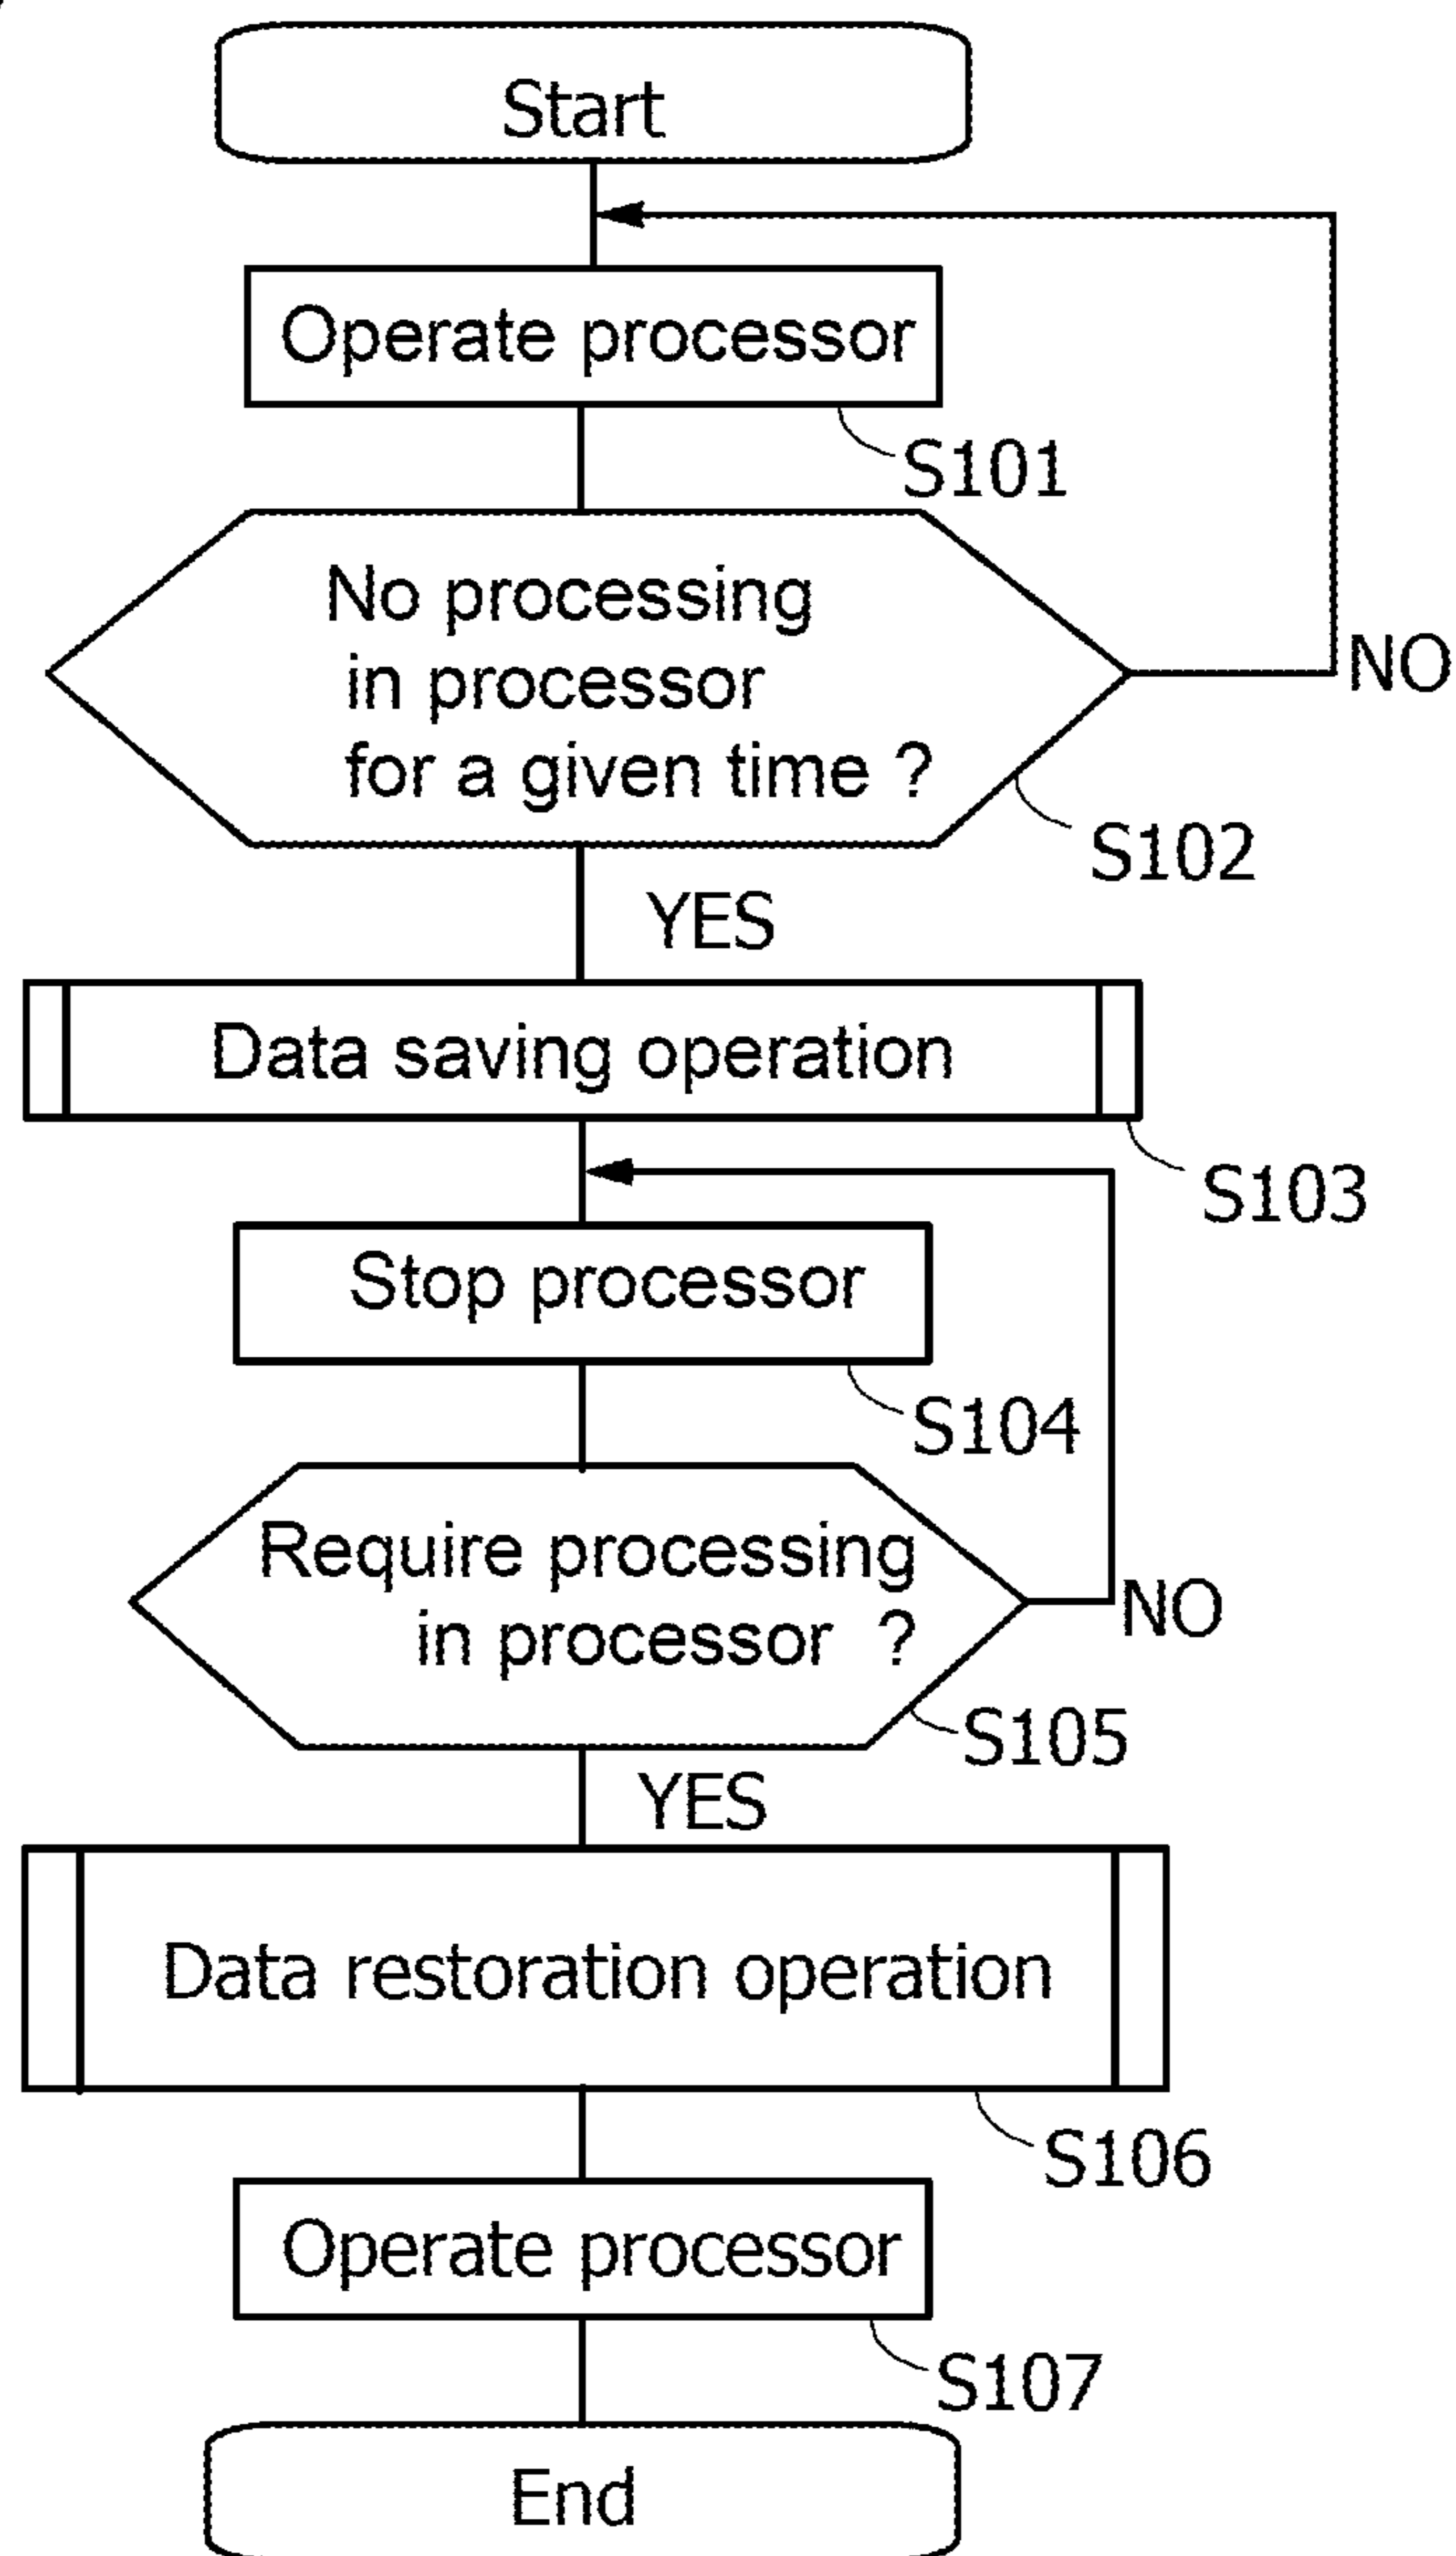 Start
Operate processor
S101
No processing
in processor
for a given time ?
NO
S102
YES
Data saving operation
S103
Stop processor
S104
Require processing
in processor ?
NO
S105
YES
Data restoration operation
S106
Operate processor
S107
End